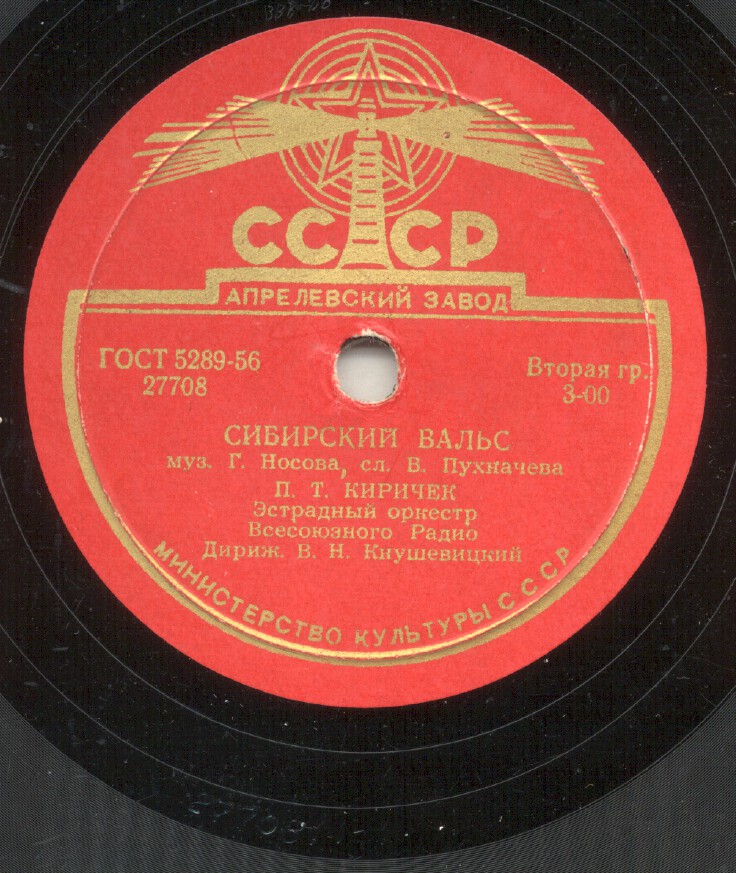 СССР
АПРЕЛЕВСКИЙ ЗАВОД
ГОСТ 5289-56
27708
Вторая гр.
3-00
СИБИРСКИЙ ВАЛЬС
муз. Г. Носова, сл. В. Пухначева
П. Т. КИРИЧЕК
Эстрадный оркестр
Всесоюзного Радио
Дириж. В. Н. Кнушевицкий
МИНИСТЕРСТВО КУЛЬТУРЫ СССР
27708